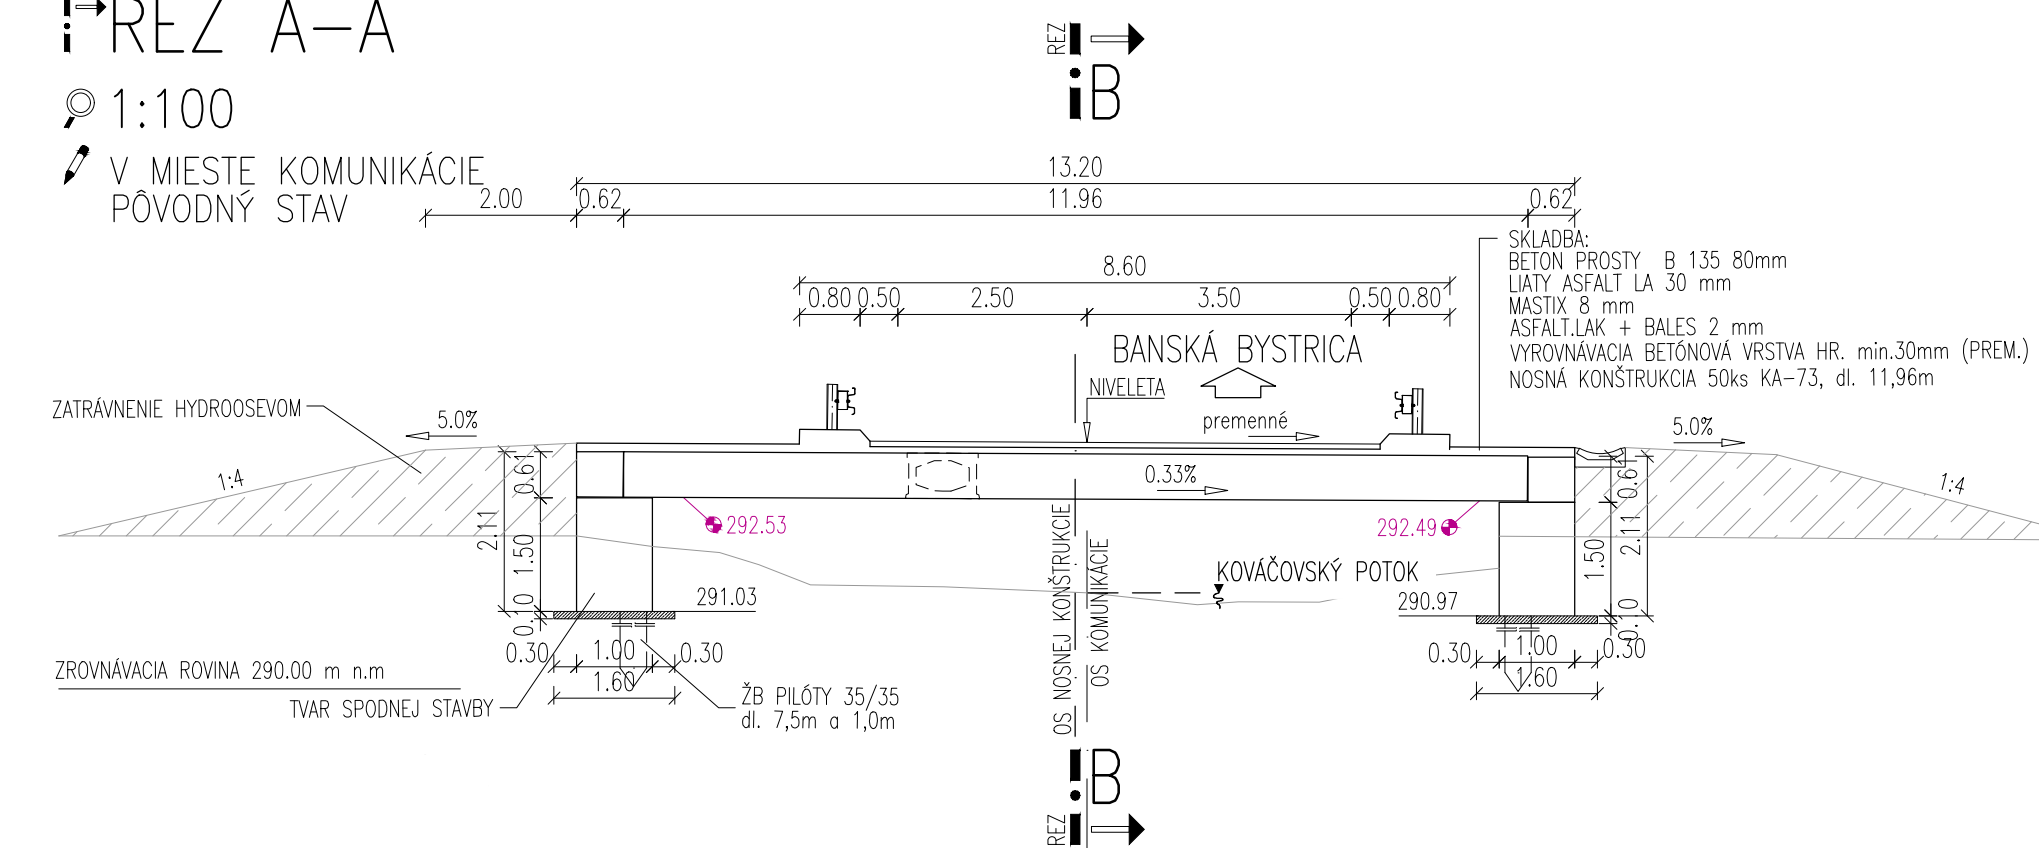 REZ A-A
1:100
V MIESTE KOMUNIKÁCIE
PÔVODNÝ STAV
REZ
B
13.20
2.00 0.62 11.96 0.62
8.60
0.80 0.50 2.50 3.50 0.50 0.80
SKLADBA:
BETON PROSTY B 135 80mm
LIATY ASFALT LA 30 mm
MASTIX 8 mm
ASFALT.LAK + BALES 2 mm
VYROVNÁVACIA BETÓNOVÁ VRSTVA HR. min.30mm (PREM.)
NOSNÁ KONŠTRUKCIA 50ks KA-73, dl. 11,96m
BANSKÁ BYSTRICA
NIVELETA
premenné
ZATRÁVNENIE HYDROOSEVOM
5.0%
5.0%
1:4
1:4
0.33%
0.61
2.11
1.50
0.10
292.53
292.49
0.61
2.11
1.50
0.10
OS NOSNEJ KONŠTRUKCIE
OS KOMUNIKÁCIE
KOVÁČOVSKÝ POTOK
291.03
290.97
0.30 1.00 0.30
1.60
0.30 1.00 0.30
1.60
ZROVNÁVACIA ROVINA 290.00 m n.m
TVAR SPODNEJ STAVBY
ŽB PILÓTY 35/35
dl. 7,5m a 1,0m
B
REZ